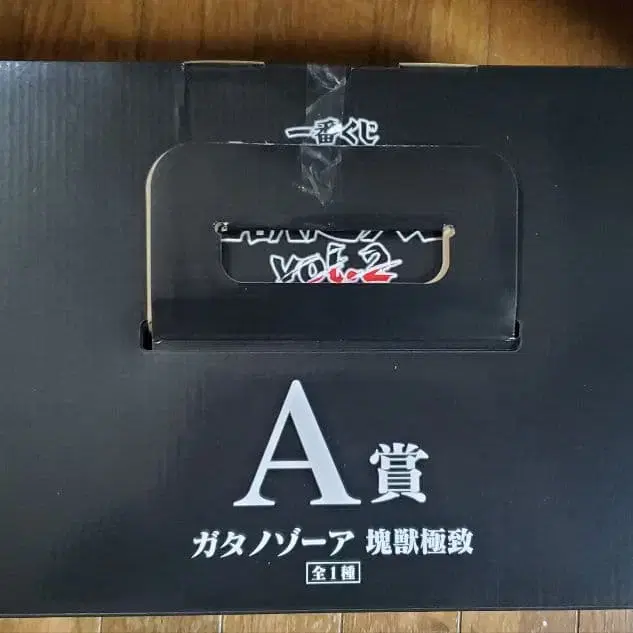 一番くじ
vol.2
A賞
ガタノゾーア 塊獣極致
全1種